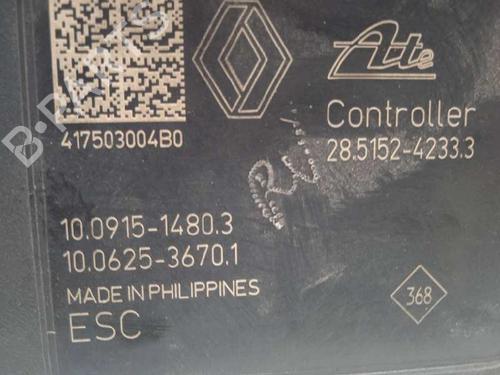 Ate
Controller
417503004B0
28.5152-4233.3
10.0915-1480.3
10.0625-3670.1
MADE IN PHILIPPINES
368
ESC
B-PARTS